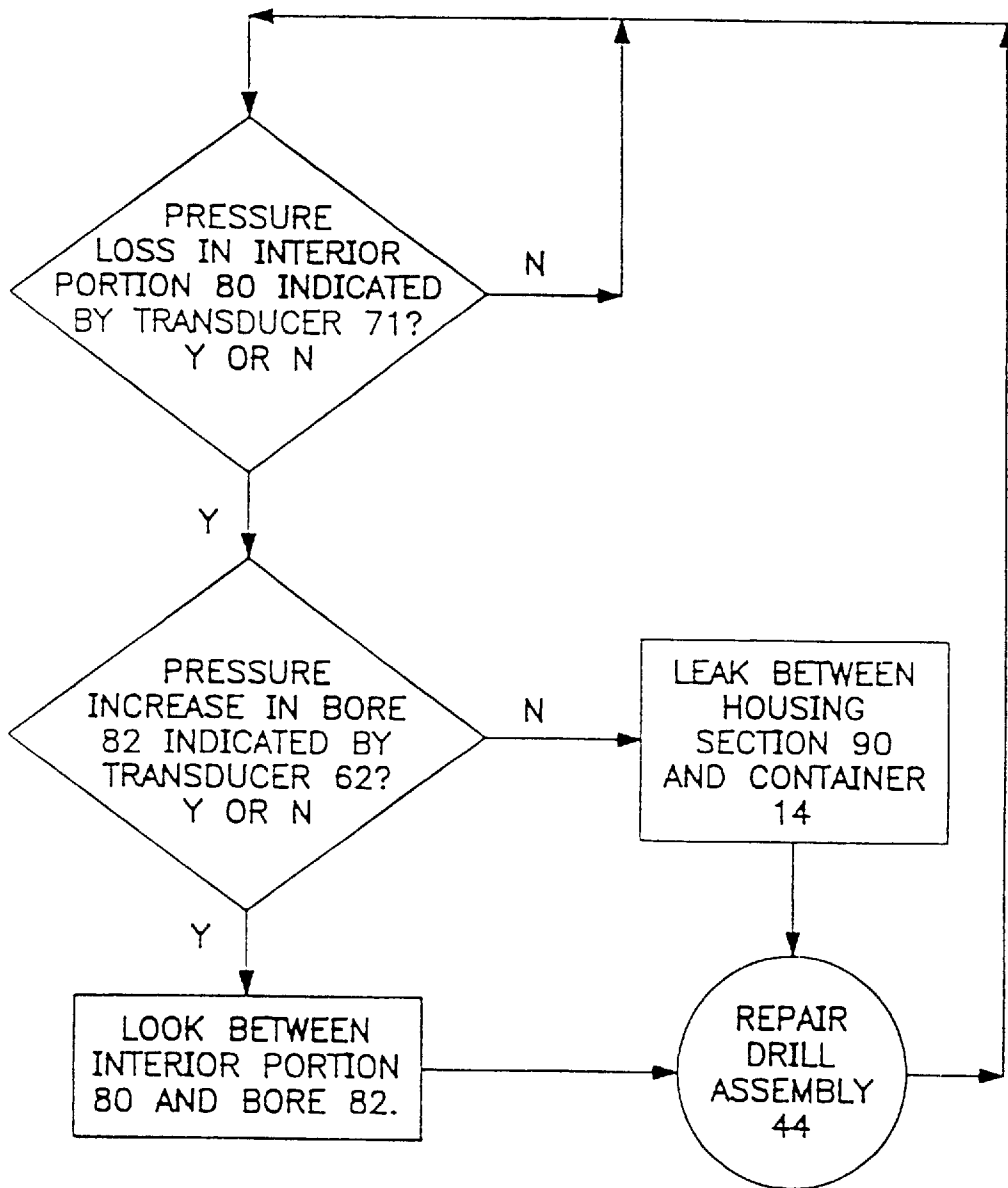 PRESSURE
LOSS IN INTERIOR
PORTION 80 INDICATED
BY TRANSDUCER 71?
Y OR N
N
Y
PRESSURE
INCREASE IN BORE
82 INDICATED BY
TRANSDUCER 62?
Y OR N
N
LEAK BETWEEN
HOUSING
SECTION 90
AND CONTAINER
14
Y
LOOK BETWEEN
INTERIOR PORTION
80 AND BORE 82.
REPAIR
DRILL
ASSEMBLY
44